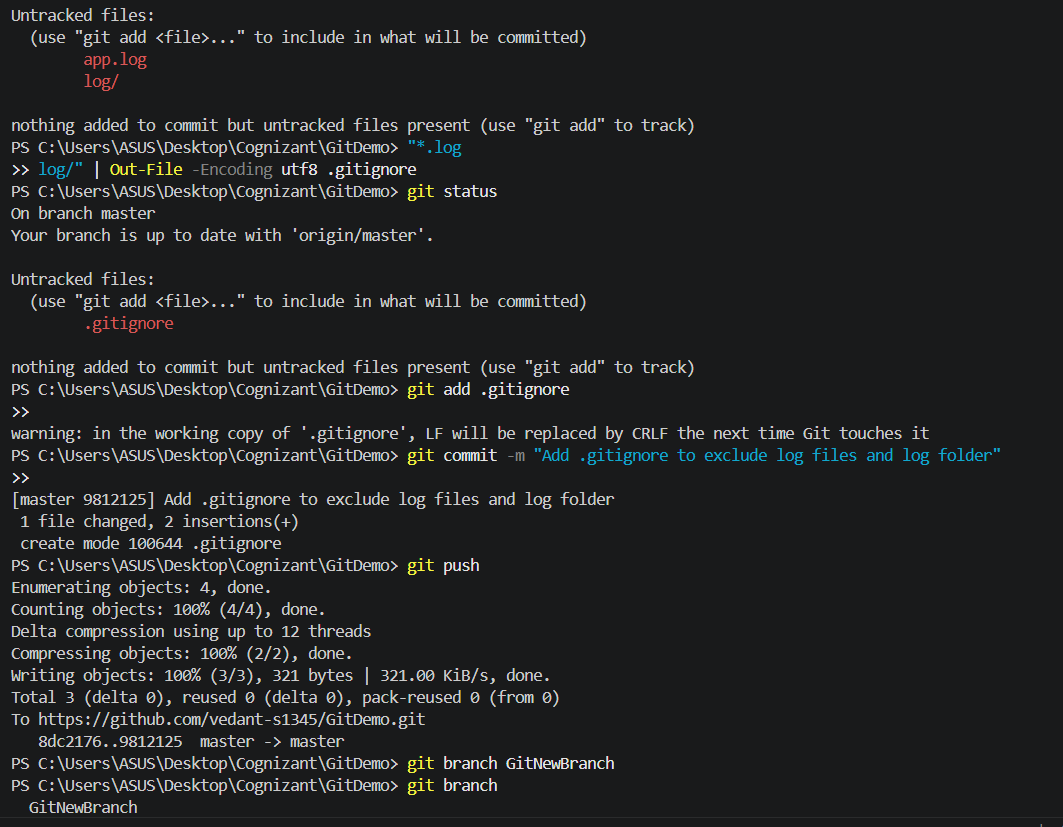 Untracked files:
  (use "git add <file>..." to include in what will be committed)
        app.log
        log/

nothing added to commit but untracked files present (use "git add" to track)
PS C:\Users\ASUS\Desktop\Cognizant\GitDemo> "*.log
>> log/" | Out-File -Encoding utf8 .gitignore
PS C:\Users\ASUS\Desktop\Cognizant\GitDemo> git status
On branch master
Your branch is up to date with 'origin/master'.

Untracked files:
  (use "git add <file>..." to include in what will be committed)
        .gitignore

nothing added to commit but untracked files present (use "git add" to track)
PS C:\Users\ASUS\Desktop\Cognizant\GitDemo> git add .gitignore
>>
warning: in the working copy of '.gitignore', LF will be replaced by CRLF the next time Git touches it
PS C:\Users\ASUS\Desktop\Cognizant\GitDemo> git commit -m "Add .gitignore to exclude log files and log folder"
>>
[master 9812125] Add .gitignore to exclude log files and log folder
 1 file changed, 2 insertions(+)
 create mode 100644 .gitignore
PS C:\Users\ASUS\Desktop\Cognizant\GitDemo> git push
Enumerating objects: 4, done.
Counting objects: 100% (4/4), done.
Delta compression using up to 12 threads
Compressing objects: 100% (2/2), done.
Writing objects: 100% (3/3), 321 bytes | 321.00 KiB/s, done.
Total 3 (delta 0), reused 0 (delta 0), pack-reused 0 (from 0)
To https://github.com/vedant-s1345/GitDemo.git
   8dc2176..9812125  master -> master
PS C:\Users\ASUS\Desktop\Cognizant\GitDemo> git branch GitNewBranch
PS C:\Users\ASUS\Desktop\Cognizant\GitDemo> git branch
  GitNewBranch